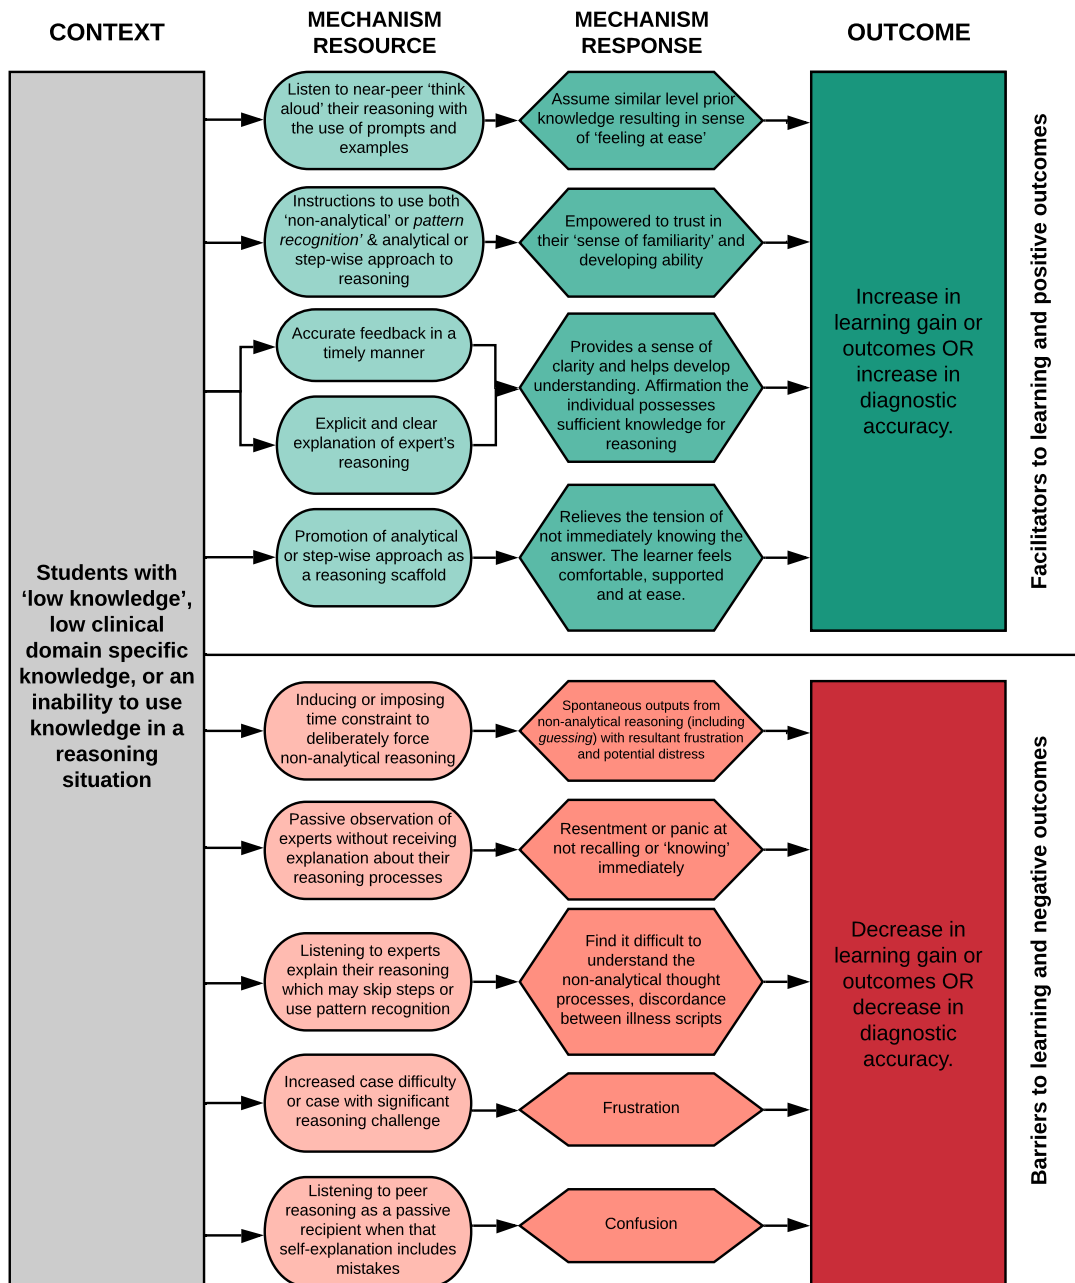 CONTEXT
MECHANISM
RESOURCE
MECHANISM
RESPONSE
OUTCOME
Students with
‘low knowledge’,
low clinical
domain specific
knowledge, or an
inability to use
knowledge in a
reasoning
situation
Listen to near-peer ‘think
aloud’ their reasoning with
the use of prompts and
examples
Assume similar level prior
knowledge resulting in sense
of ‘feeling at ease’
Instructions to use both
‘non-analytical’ or pattern
recognition’ & analytical or
step-wise approach to
reasoning
Empowered to trust in
their ‘sense of familiarity’ and
developing ability
Accurate feedback in a
timely manner
Explicit and clear
explanation of expert’s
reasoning
Provides a sense of
clarity and helps develop
understanding. Affirmation the
individual possesses
sufficient knowledge for
reasoning
Promotion of analytical
or step-wise approach as
a reasoning scaffold
Relieves the tension of
not immediately knowing the
answer. The learner feels
comfortable, supported
and at ease.
Increase in
learning gain or
outcomes OR
increase in
diagnostic
accuracy.
Facilitators to learning and positive outcomes
Inducing or imposing
time constraint to
deliberately force
non-analytical reasoning
Spontaneous outputs from
non-analytical reasoning (including
guessing) with resultant frustration
and potential distress
Passive observation of
experts without receiving
explanation about their
reasoning processes
Resentment or panic at
not recalling or ‘knowing’
immediately
Listening to experts
explain their reasoning
which may skip steps or
use pattern recognition
Find it difficult to
understand the
non-analytical thought
processes, discordance
between illness scripts
Increased case difficulty
or case with significant
reasoning challenge
Frustration
Listening to peer
reasoning as a passive
recipient when that
self-explanation includes
mistakes
Confusion
Decrease in
learning gain or
outcomes OR
decrease in
diagnostic
accuracy.
Barriers to learning and negative outcomes